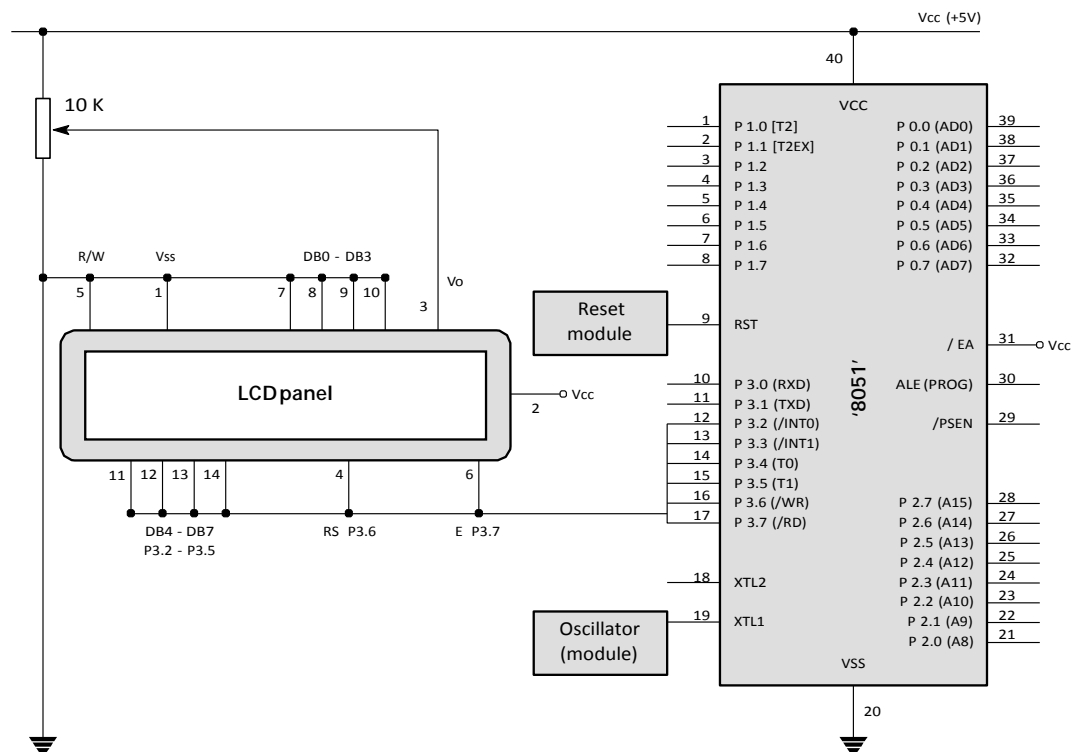 Vcc (+5V)
40
10 K
VCC
1 P 1.0 [T2] P 0.0 (AD0) 39
2 P 1.1 [T2EX] P 0.1 (AD1) 38
3 P 1.2 P 0.2 (AD2) 37
4 P 1.3 P 0.3 (AD3) 36
5 P 1.4 P 0.4 (AD4) 35
6 P 1.5 P 0.5 (AD5) 34
7 P 1.6 P 0.6 (AD6) 33
8 P 1.7 P 0.7 (AD7) 32
R/W Vss DB0 - DB3
5 1 7 8 9 10 3 Vo
Reset
module
9 RST
/ EA 31 Vcc
'8051'
LCD panel
2 Vcc
10 P 3.0 (RXD) ALE (PROG) 30
11 P 3.1 (TXD)
12 P 3.2 (/INT0) /PSEN 29
13 P 3.3 (/INT1)
14 P 3.4 (T0)
15 P 3.5 (T1)
16 P 3.6 (/WR) P 2.7 (A15) 28
17 P 3.7 (/RD) P 2.6 (A14) 27
P 2.5 (A13) 26
P 2.4 (A12) 25
18 XTL2 P 2.3 (A11) 24
P 2.2 (A10) 23
19 XTL1 P 2.1 (A9) 22
P 2.0 (A8) 21
11 12 13 14 4 6
DB4 - DB7 RS P3.6 E P3.7
P3.2 - P3.5
Oscillator
(module)
VSS
20